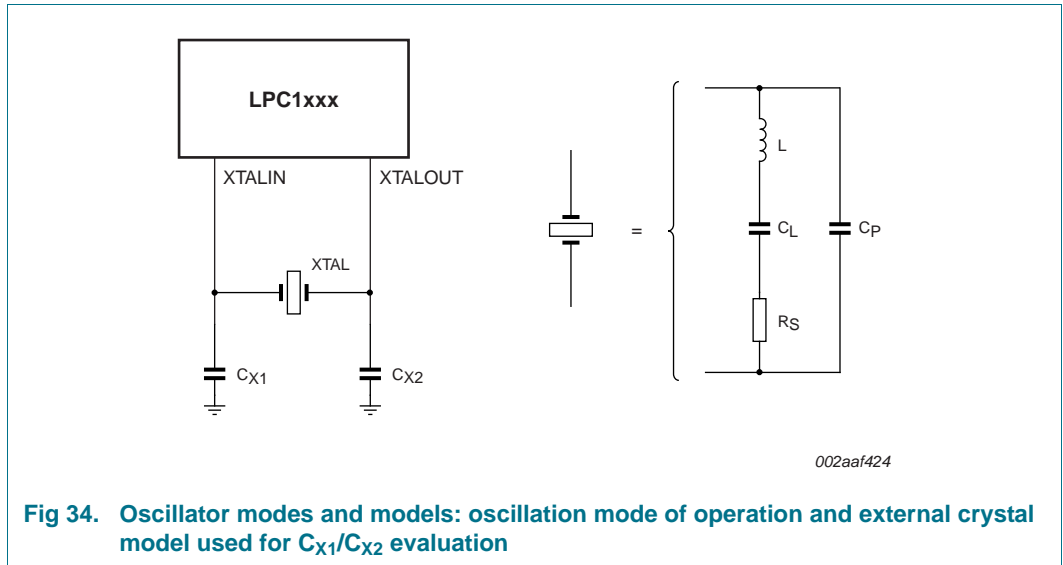 LPC1xxx
XTALIN XTALOUT
XTAL
CX1 CX2
=
L
CL CP
RS
002aaf424
Fig 34. Oscillator modes and models: oscillation mode of operation and external crystal
model used for CX1/CX2 evaluation